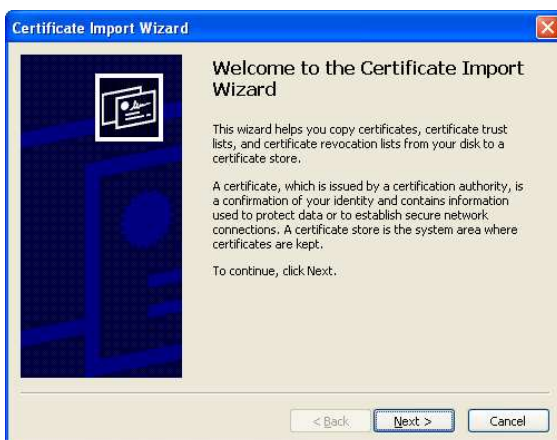 Certificate Import Wizard
Welcome to the Certificate Import
Wizard
This wizard helps you copy certificates, certificate trust
lists, and certificate revocation lists from your disk to a
certificate store.
A certificate, which is issued by a certification authority, is
a confirmation of your identity and contains information
used to protect data or to establish secure network
connections. A certificate store is the system area where
certificates are kept.
To continue, click Next.
< Back Next > Cancel